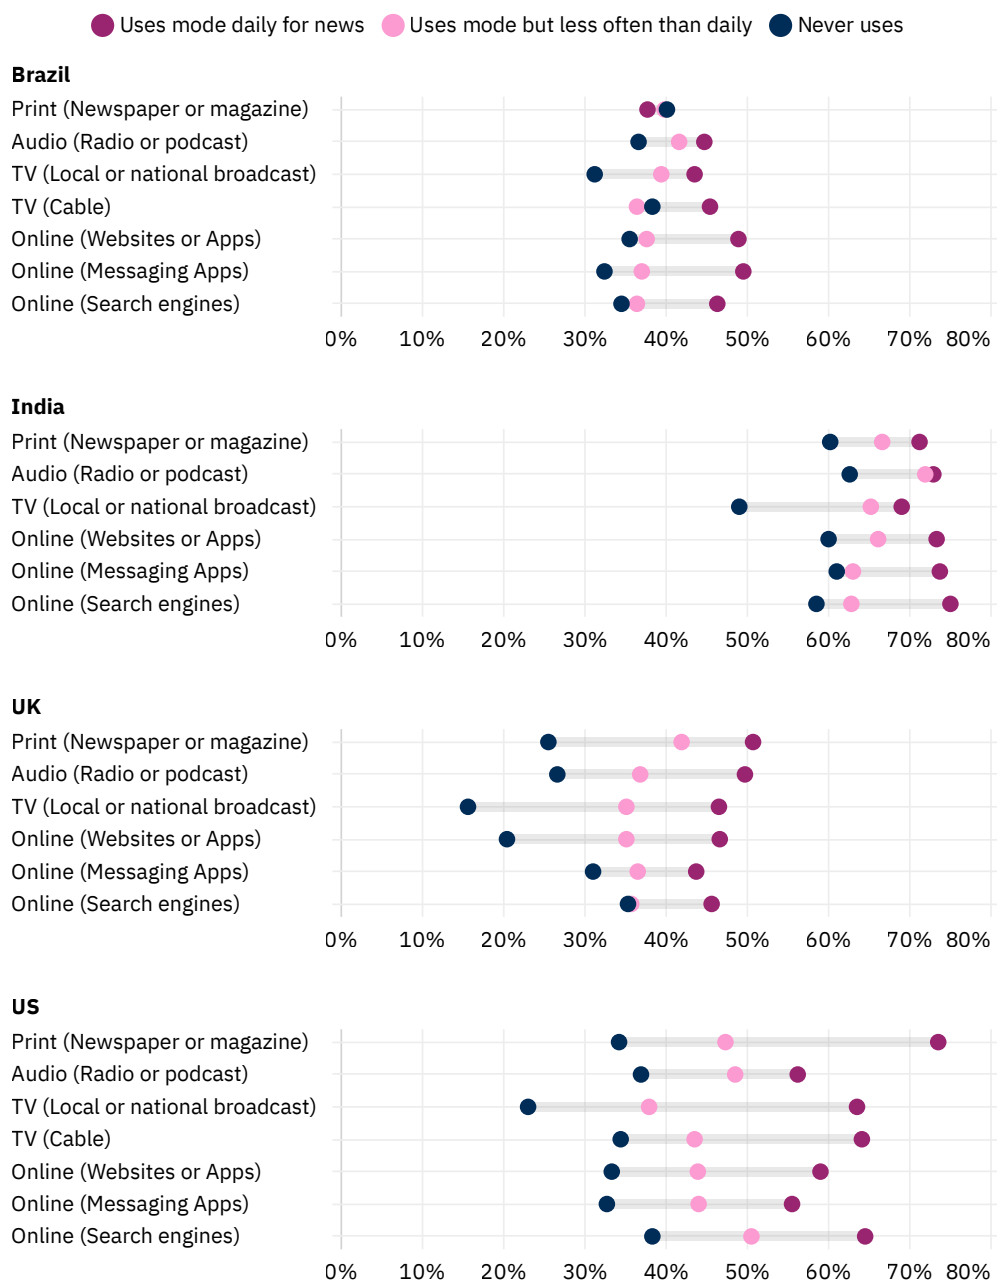 Uses mode daily for news Uses mode but less often than daily Never uses
Brazil
Print (Newspaper or magazine)
Audio (Radio or podcast)
TV (Local or national broadcast)
TV (Cable)
Online (Websites or Apps)
Online (Messaging Apps)
Online (Search engines)
0% 10% 20% 30% 40% 50% 60% 70% 80%
India
Print (Newspaper or magazine)
Audio (Radio or podcast)
TV (Local or national broadcast)
Online (Websites or Apps)
Online (Messaging Apps)
Online (Search engines)
0% 10% 20% 30% 40% 50% 60% 70% 80%
UK
Print (Newspaper or magazine)
Audio (Radio or podcast)
TV (Local or national broadcast)
Online (Websites or Apps)
Online (Messaging Apps)
Online (Search engines)
0% 10% 20% 30% 40% 50% 60% 70% 80%
US
Print (Newspaper or magazine)
Audio (Radio or podcast)
TV (Local or national broadcast)
TV (Cable)
Online (Websites or Apps)
Online (Messaging Apps)
Online (Search engines)
0% 10% 20% 30% 40% 50% 60% 70% 80%